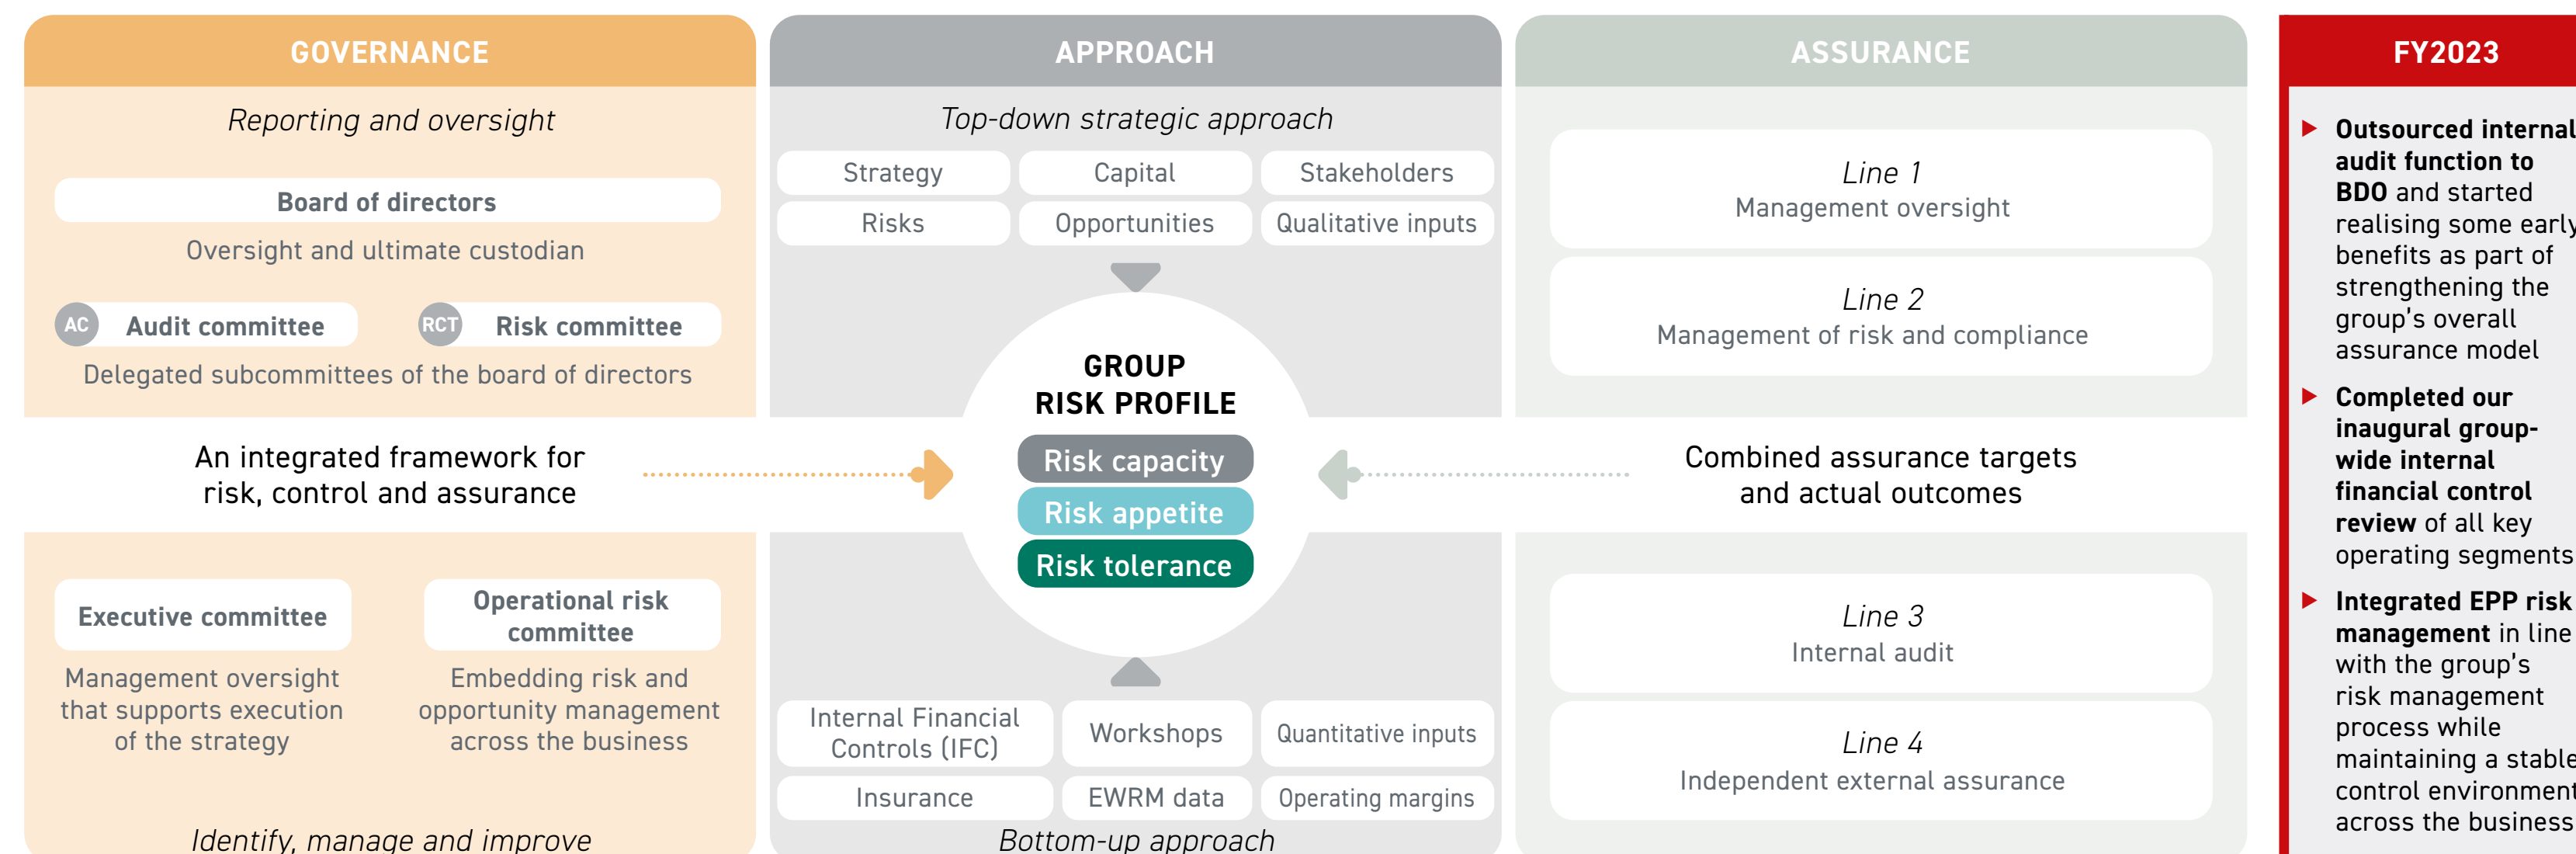 GOVERNANCE
Reporting and oversight
Board of directors
Oversight and ultimate custodian
AC Audit committee
RCT Risk committee
Delegated subcommittees of the board of directors
An integrated framework for
risk, control and assurance
Executive committee
Management oversight
that supports execution
of the strategy
Operational risk
committee
Embedding risk and
opportunity management
across the business
Identify, manage and improve
APPROACH
Top-down strategic approach
Strategy
Capital
Stakeholders
Risks
Opportunities
Qualitative inputs
GROUP
RISK PROFILE
Risk capacity
Risk appetite
Risk tolerance
Internal Financial
Controls (IFC)
Workshops
Quantitative inputs
Insurance
EWRM data
Operating margins
Bottom-up approach
ASSURANCE
Line 1
Management oversight
Line 2
Management of risk and compliance
Combined assurance targets
and actual outcomes
Line 3
Internal audit
Line 4
Independent external assurance
FY2023
Outsourced internal
audit function to
BDO and started
realising some early
benefits as part of
strengthening the
group's overall
assurance model
Completed our
inaugural group-
wide internal
financial control
review of all key
operating segments
Integrated EPP risk
management in line
with the group's
risk management
process while
maintaining a stable
control environment
across the business